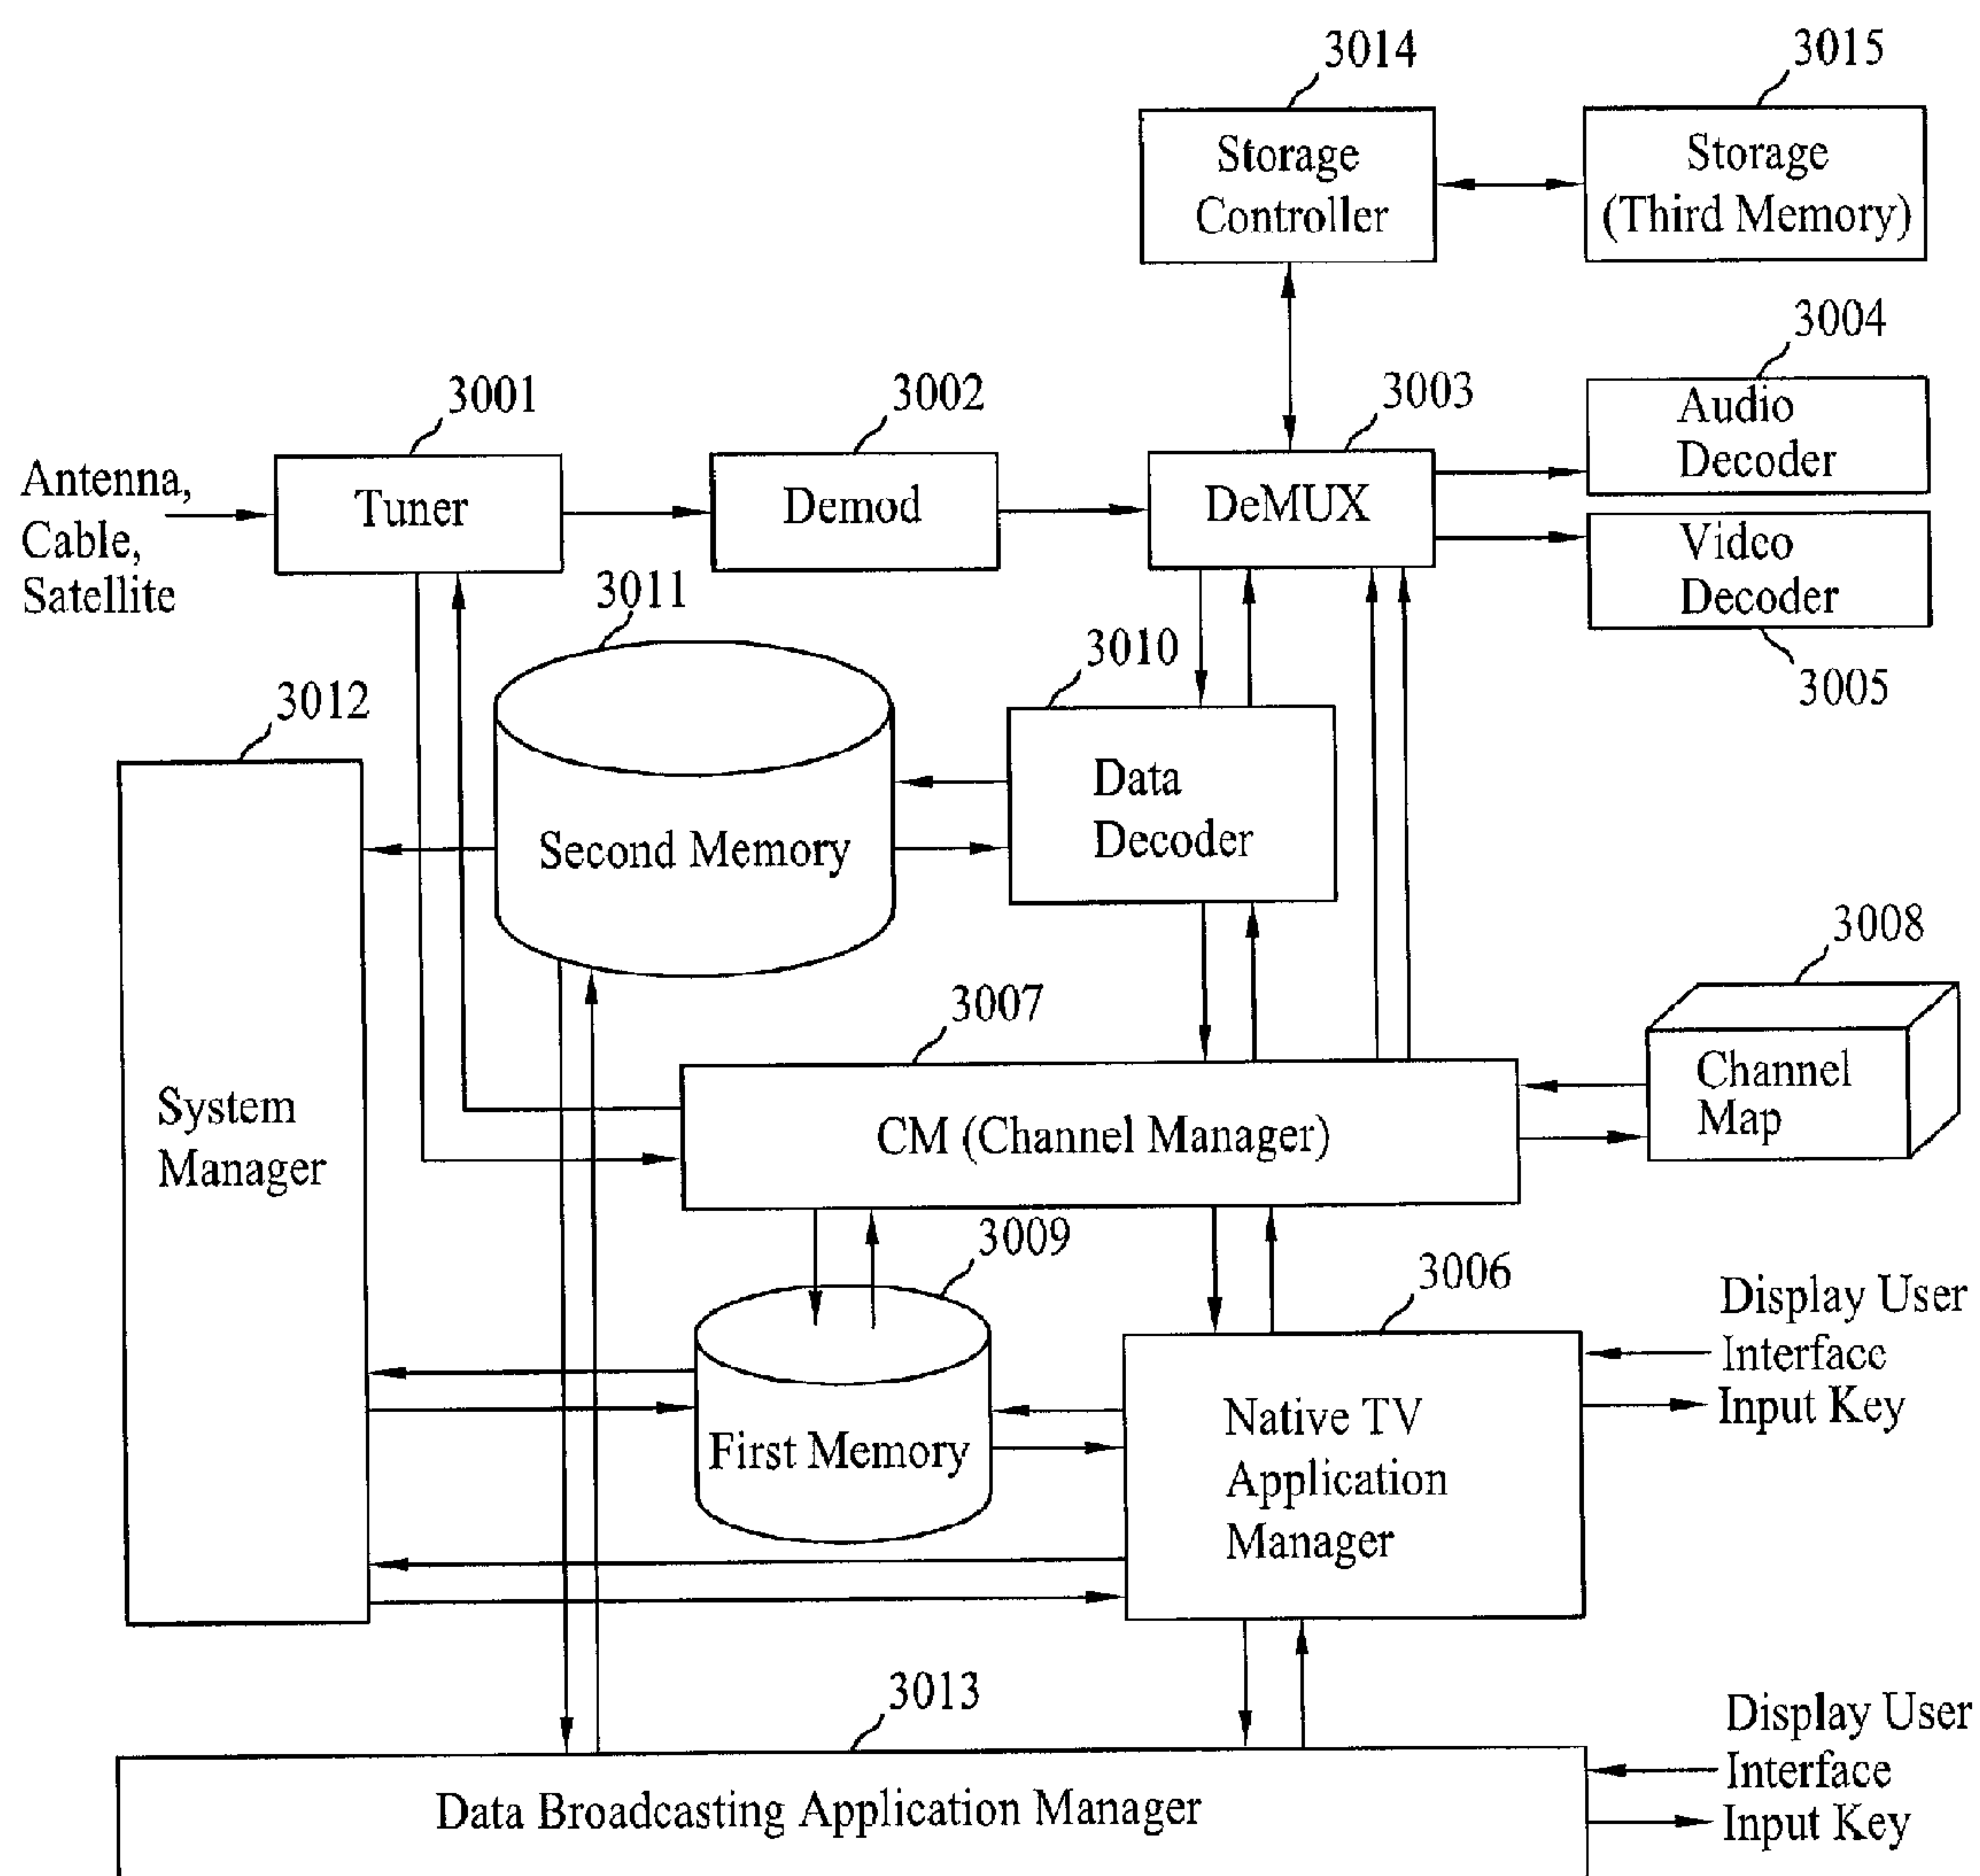 3014
3015
Storage
Controller
Storage
(Third Memory)
3004
3001
3002
3003
Audio
Decoder
Antenna,
Cable,
Satellite
Tuner
Demod
DeMUX
Video
Decoder
3011
3010
3005
3012
Data
Decoder
Second Memory
3008
3007
Channel
Map
System
Manager
CM (Channel Manager)
3009
3006
Display User
Interface
Input Key
Native TV
Application
Manager
First Memory
3013
Display User
Interface
Input Key
Data Broadcasting Application Manager